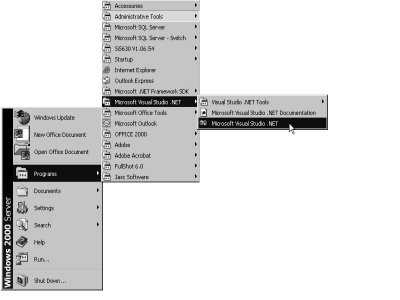 Accessories
Administrative Tools
Microsoft SQL Server
Microsoft SQL Server - Switch
SiS630 V1.06.54
Startup
Internet Explorer
Outlook Express
Microsoft .NET Framework SDK
Microsoft Visual Studio .NET
Microsoft Office Tools
Microsoft Outlook
OFFICE 2000
Adobe
Adobe Acrobat
FullShot 6.0
Jasc Software
Visual Studio .NET Tools
Microsoft Visual Studio .NET Documentation
Microsoft Visual Studio .NET
Windows Update
New Office Document
Open Office Document
Programs
Documents
Settings
Search
Help
Run...
Shut Down...
Windows 2000 Server